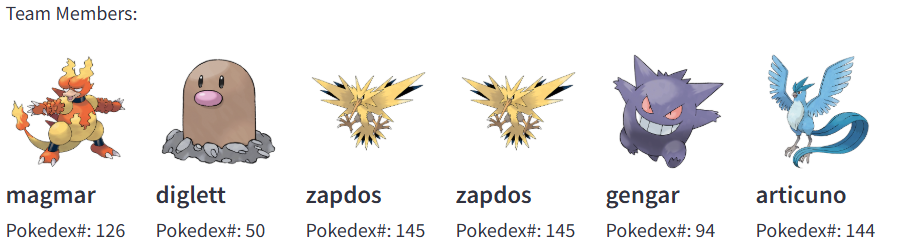 Team Members:
magmar diglett zapdos zapdos gengar articuno
Pokedex#: 126 Pokedex#: 50 Pokedex#: 145 Pokedex#: 145 Pokedex#: 94 Pokedex#: 144